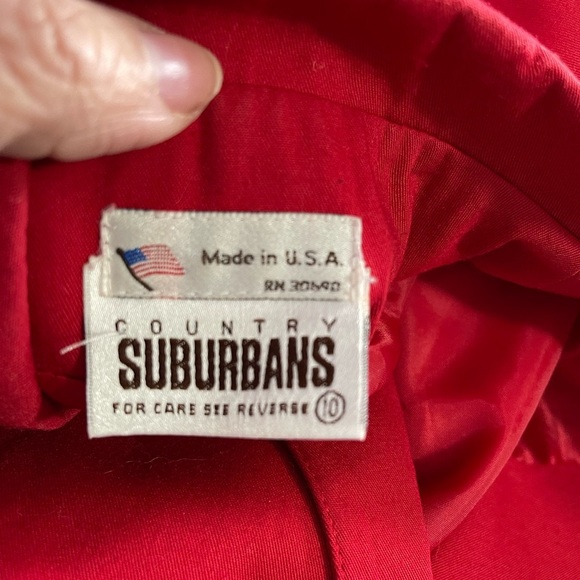 Made in U.S.A.
RN 30690
COUNTRY
SUBURBANS
FOR CARE SEE REVERSE 10